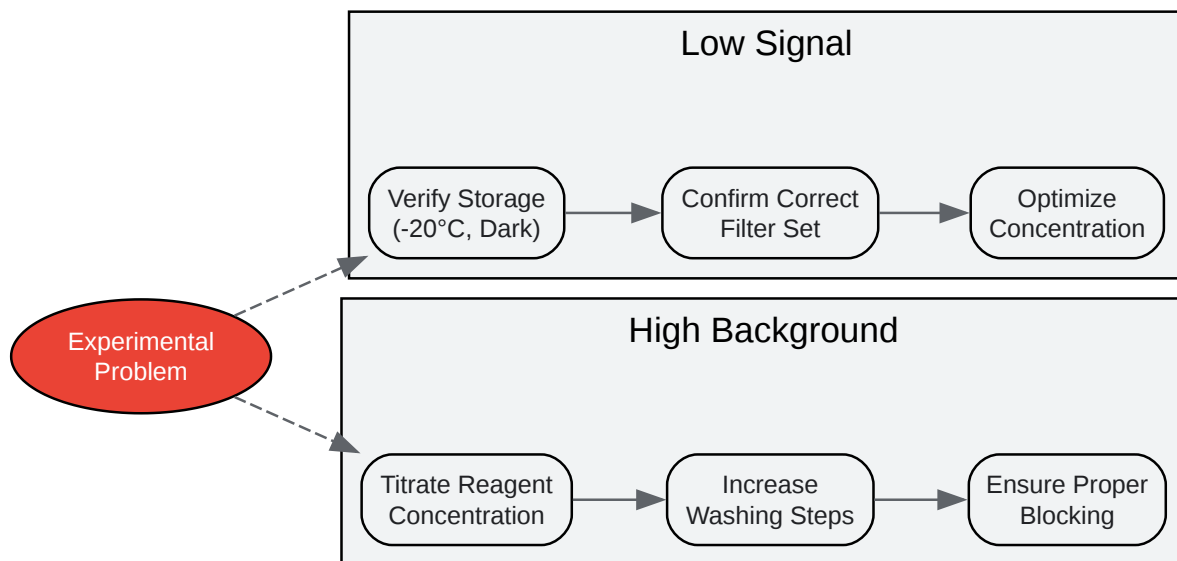 Low Signal
Verify Storage
(-20°C, Dark)
Confirm Correct
Filter Set
Optimize
Concentration
Experimental
Problem
High Background
Titrate Reagent
Concentration
Increase
Washing Steps
Ensure Proper
Blocking